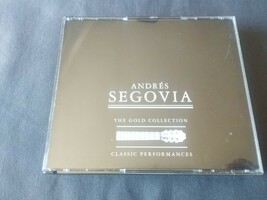 ANDRÉS
SEGOVIA
THE GOLD COLLECTION
CLASSIC PERFORMANCES